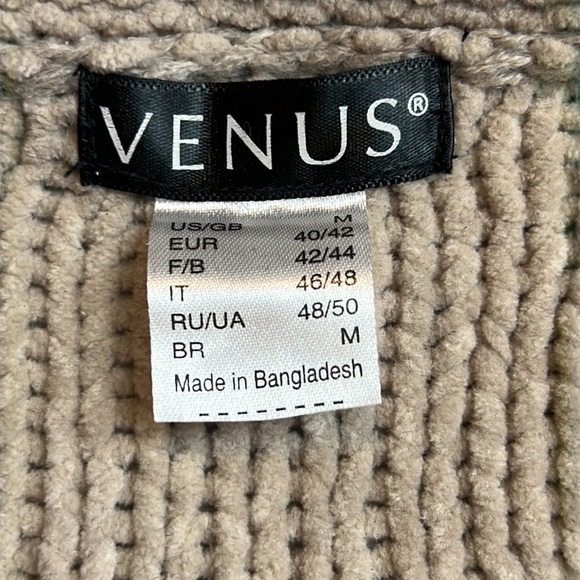 VENUS®
US/GB M
EUR 40/42
F/B 42/44
IT 46/48
RU/UA 48/50
BR M
Made in Bangladesh